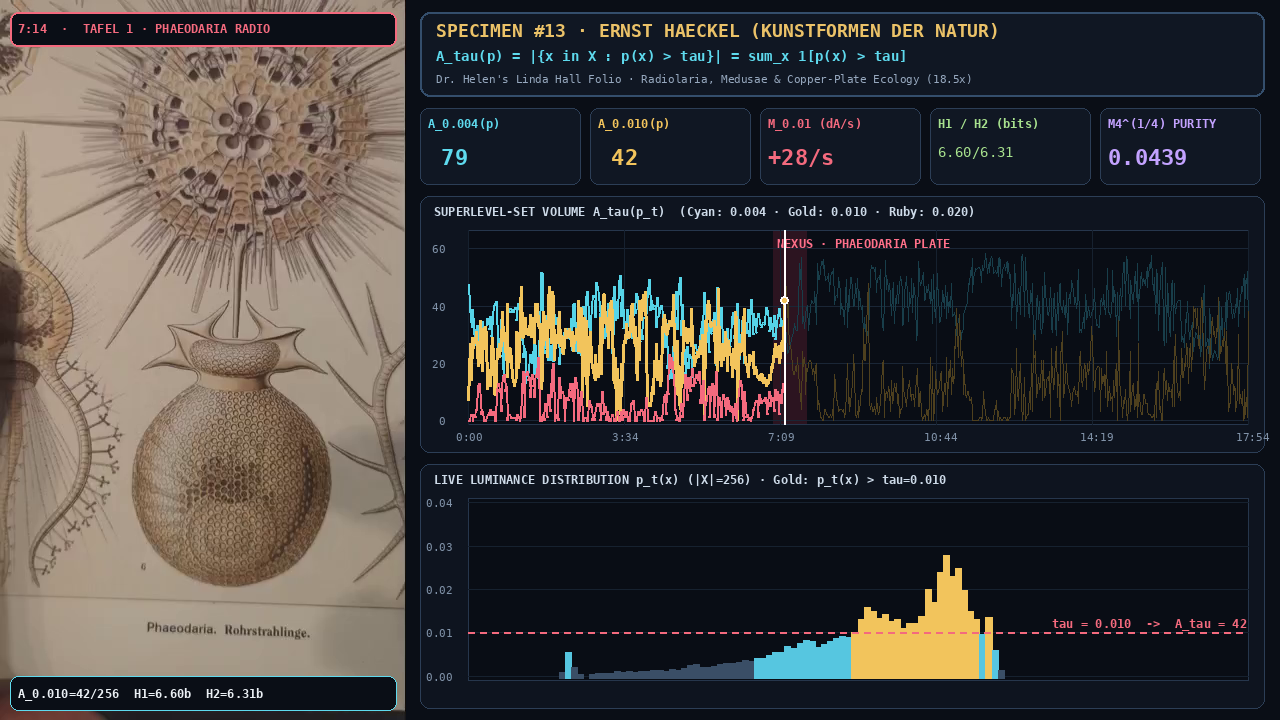 7:14 · TAFEL 1 · PHAEODARIA RADIO
6
Phaeodaria. Rohrstrahlinge.
A_0.010=42/256 H1=6.60b H2=6.31b
SPECIMEN #13 · ERNST HAECKEL (KUNSTFORMEN DER NATUR)
A_tau(p) = |{x in X : p(x) > tau}| = sum_x 1[p(x) > tau]
Dr. Helen's Linda Hall Folio · Radiolaria, Medusae & Copper-Plate Ecology (18.5x)
A_0.004(p)
79
A_0.010(p)
42
M_0.01 (dA/s)
+28/s
H1 / H2 (bits)
6.60/6.31
M4^(1/4) PURITY
0.0439
SUPERLEVEL-SET VOLUME A_tau(p_t) (Cyan: 0.004 · Gold: 0.010 · Ruby: 0.020)
NEXUS · PHAEODARIA PLATE
60
40
20
0
0:00 3:34 7:09 10:44 14:19 17:54
LIVE LUMINANCE DISTRIBUTION p_t(x) (|X|=256) · Gold: p_t(x) > tau=0.010
0.04
0.03
0.02
tau = 0.010 -> A_tau = 42
0.01
0.00